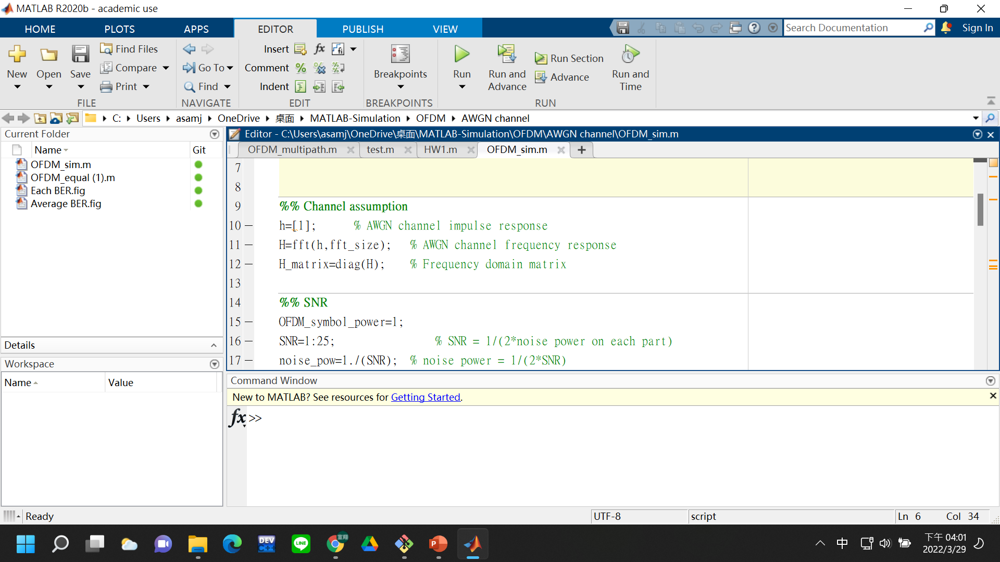 MATLAB R2020b - academic use
HOME PLOTS APPS EDITOR PUBLISH VIEW Search Documentation Sign In
New Open Save Find Files Compare Print
FILE
Go To Find
NAVIGATE
Insert fx fi
Comment
Indent
EDIT
Breakpoints
BREAKPOINTS
Run Run and Advance Run Section Advance Run and Time
RUN
C: Users asamj OneDrive 桌面 MATLAB-Simulation OFDM AWGN channel
Current Folder
Name Git
OFDM_sim.m
OFDM_equal (1).m
Each BER.fig
Average BER.fig
Details
Workspace
Name Value
Editor - C:\Users\asamj\OneDrive\桌面\MATLAB-Simulation\OFDM\AWGN channel\OFDM_sim.m
OFDM_multipath.m test.m HW1.m OFDM_sim.m
7
8
9 %% Channel assumption
10 h=[1]; % AWGN channel impulse response
11 H=fft(h,fft_size); % AWGN channel frequency response
12 H_matrix=diag(H); % Frequency domain matrix
13
14 %% SNR
15 OFDM_symbol_power=1;
16 SNR=1:25; % SNR = 1/(2*noise power on each part)
17 noise_pow=1./(SNR); % noise power = 1/(2*SNR)
Command Window
New to MATLAB? See resources for Getting Started.
fx >>
Ready UTF-8 script Ln 6 Col 34
DEV C++ LINE 宣翔 P 中 下午 04:01
2022/3/29